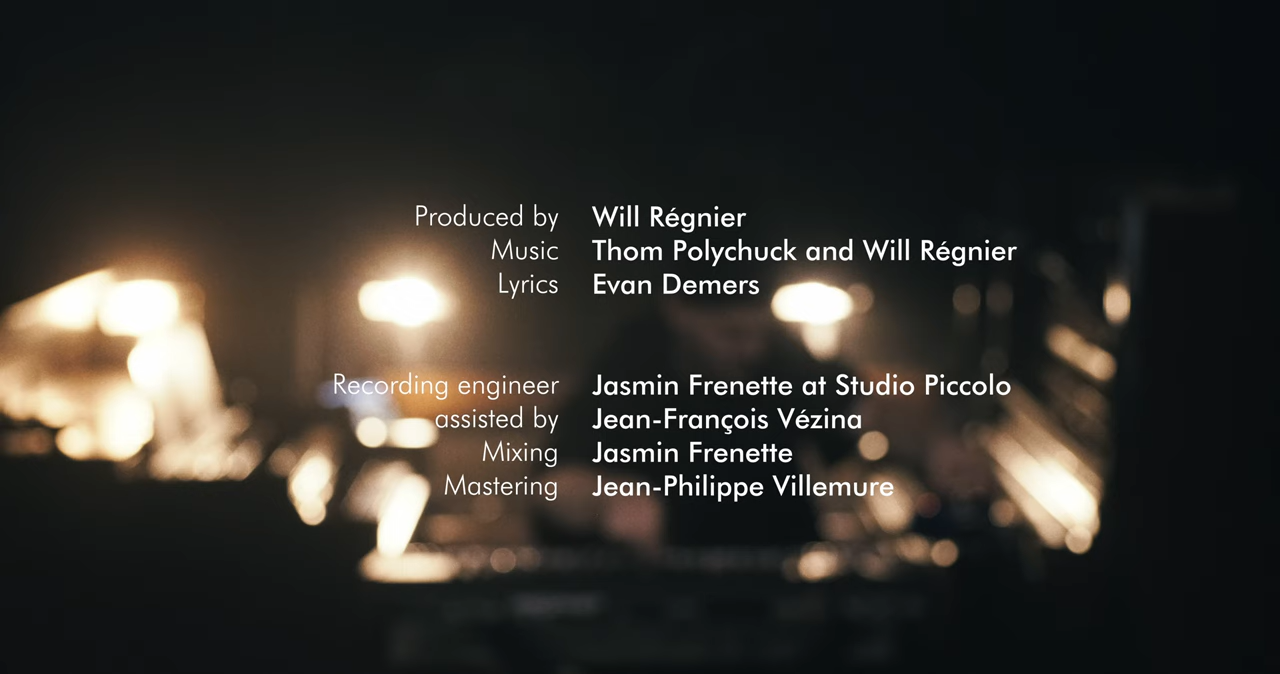 Produced by Will Régnier
Music Thom Polychuck and Will Régnier
Lyrics Evan Demers
Recording engineer Jasmin Frenette at Studio Piccolo
assisted by Jean-François Vézina
Mixing Jasmin Frenette
Mastering Jean-Philippe Villemure